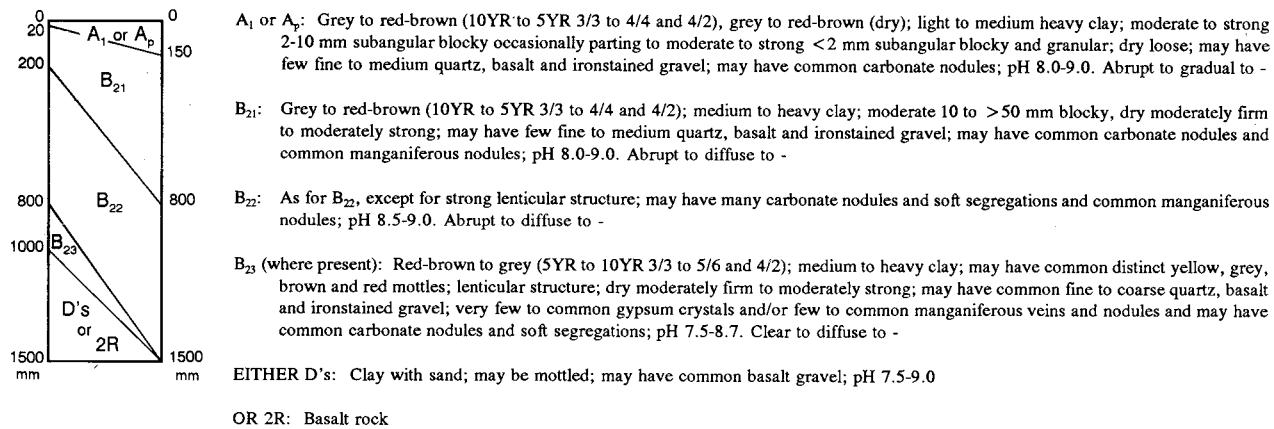 0
20
200
800
1000
1500
mm
A₁ or Aₚ
B₂₁
B₂₂
B₂₃
D's
or
2R
0
150
800
1500
mm
A₁ or Aₚ: Grey to red-brown (10YR to 5YR 3/3 to 4/4 and 4/2), grey to red-brown (dry); light to medium heavy clay; moderate to strong
2-10 mm subangular blocky occasionally parting to moderate to strong <2 mm subangular blocky and granular; dry loose; may have
few fine to medium quartz, basalt and ironstained gravel; may have common carbonate nodules; pH 8.0-9.0. Abrupt to gradual to -
B₂₁: Grey to red-brown (10YR to 5YR 3/3 to 4/4 and 4/2); medium to heavy clay; moderate 10 to >50 mm blocky, dry moderately firm
to moderately strong; may have few fine to medium quartz, basalt and ironstained gravel; may have common carbonate nodules and
common manganiferous nodules; pH 8.0-9.0. Abrupt to diffuse to -
B₂₂: As for B₂₂, except for strong lenticular structure; may have many carbonate nodules and soft segregations and common manganiferous
nodules; pH 8.5-9.0. Abrupt to diffuse to -
B₂₃ (where present): Red-brown to grey (5YR to 10YR 3/3 to 5/6 and 4/2); medium to heavy clay; may have common distinct yellow, grey,
brown and red mottles; lenticular structure; dry moderately firm to moderately strong; may have common fine to coarse quartz, basalt
and ironstained gravel; very few to common gypsum crystals and/or few to common manganiferous veins and nodules and may have
common carbonate nodules and soft segregations; pH 7.5-8.7. Clear to diffuse to -
EITHER D's: Clay with sand; may be mottled; may have common basalt gravel; pH 7.5-9.0
OR 2R: Basalt rock